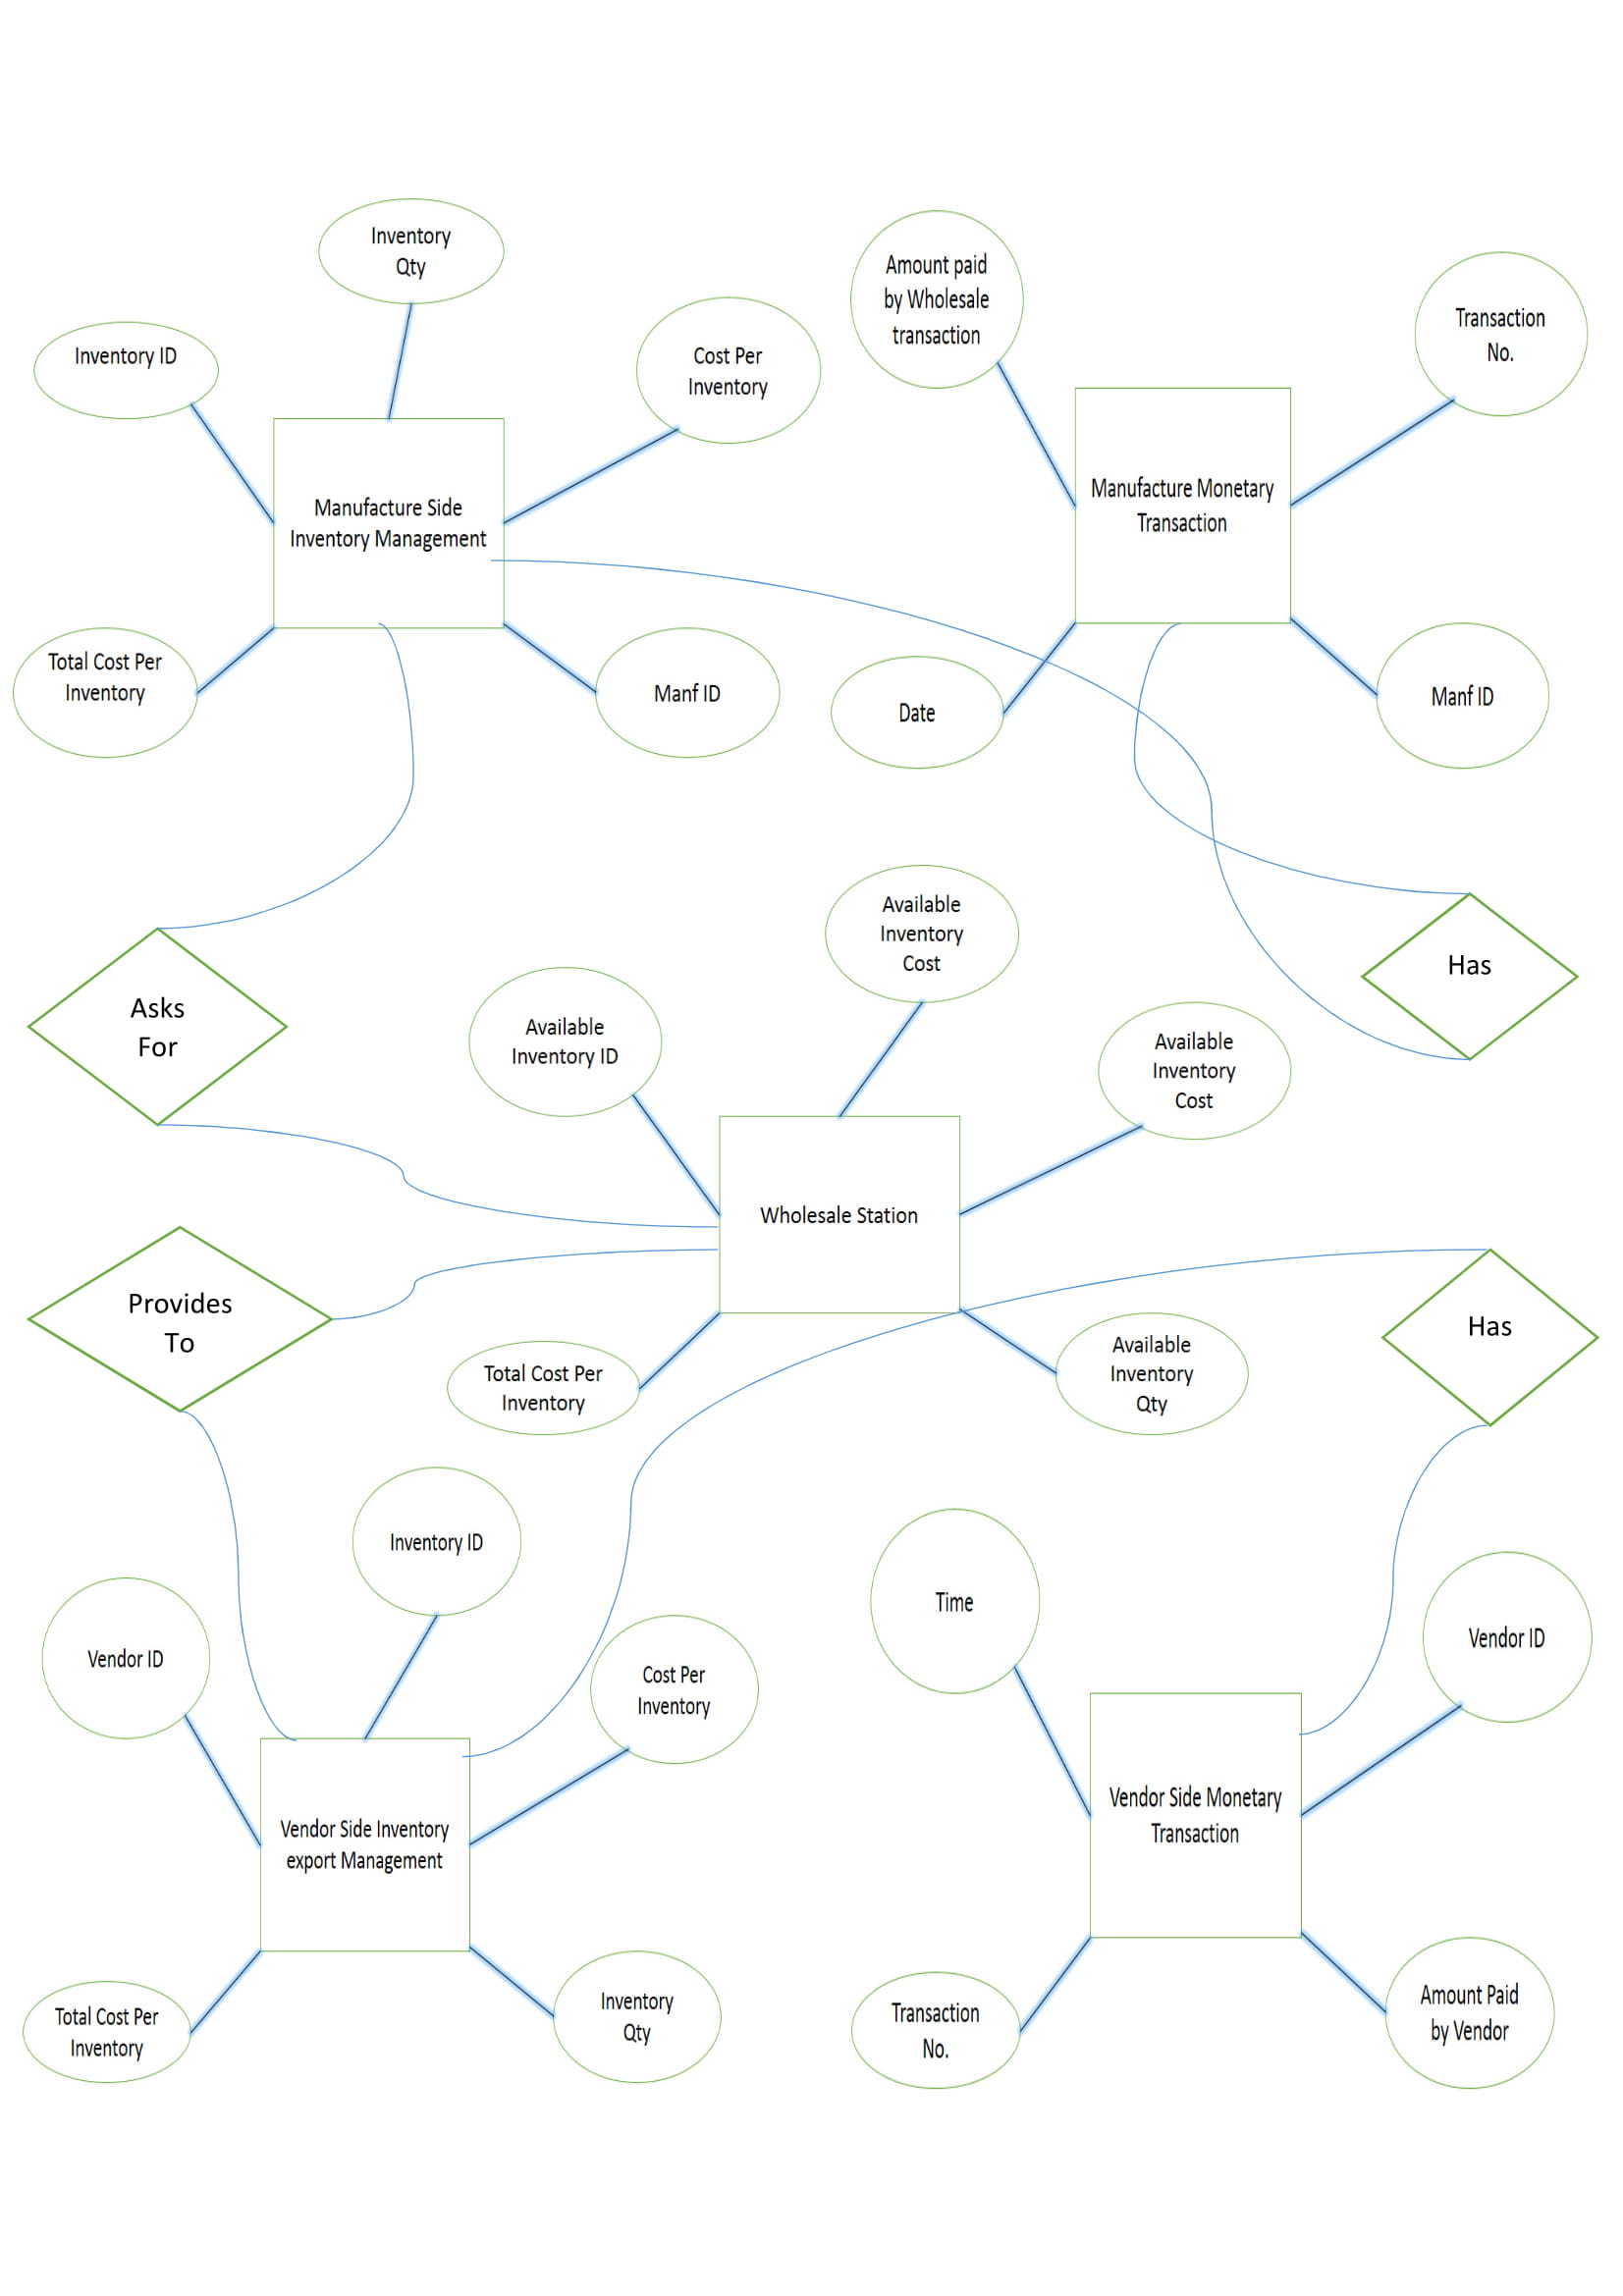 Inventory
Qty
Amount paid
by Wholesale
transaction
Transaction
No.
Inventory ID
Cost Per
Inventory
Manufacture Side
Inventory Management
Manufacture Monetary
Transaction
Total Cost Per
Inventory
Manf ID
Date
Manf ID
Available
Inventory
Cost
Has
Asks
For
Available
Inventory ID
Available
Inventory
Cost
Wholesale Station
Provides
To
Has
Total Cost Per
Inventory
Available
Inventory
Qty
Inventory ID
Time
Vendor ID
Vendor ID
Cost Per
Inventory
Vendor Side Inventory
export Management
Vendor Side Monetary
Transaction
Total Cost Per
Inventory
Inventory
Qty
Transaction
No.
Amount Paid
by Vendor